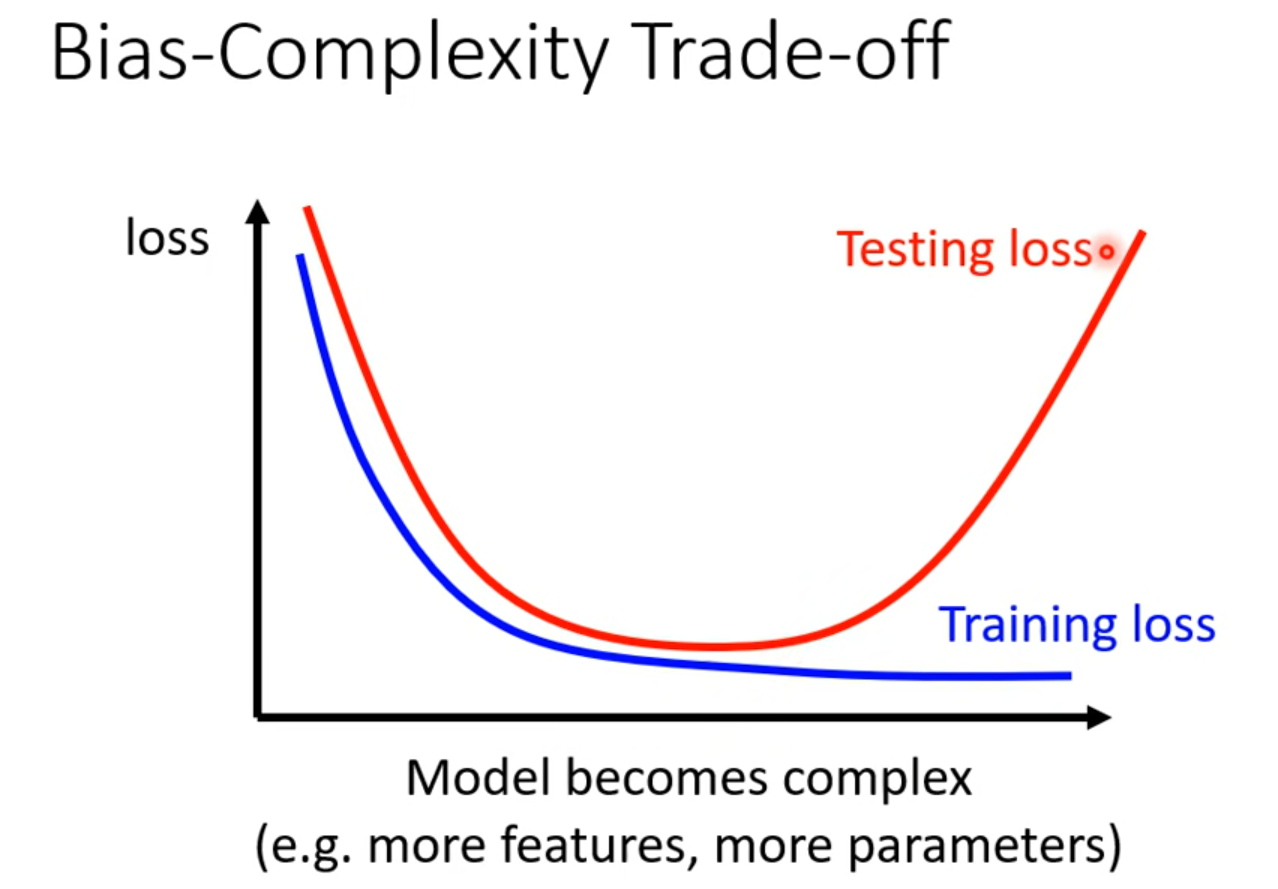 Bias-Complexity Trade-off
loss
Testing loss
Training loss
Model becomes complex
(e.g. more features, more parameters)